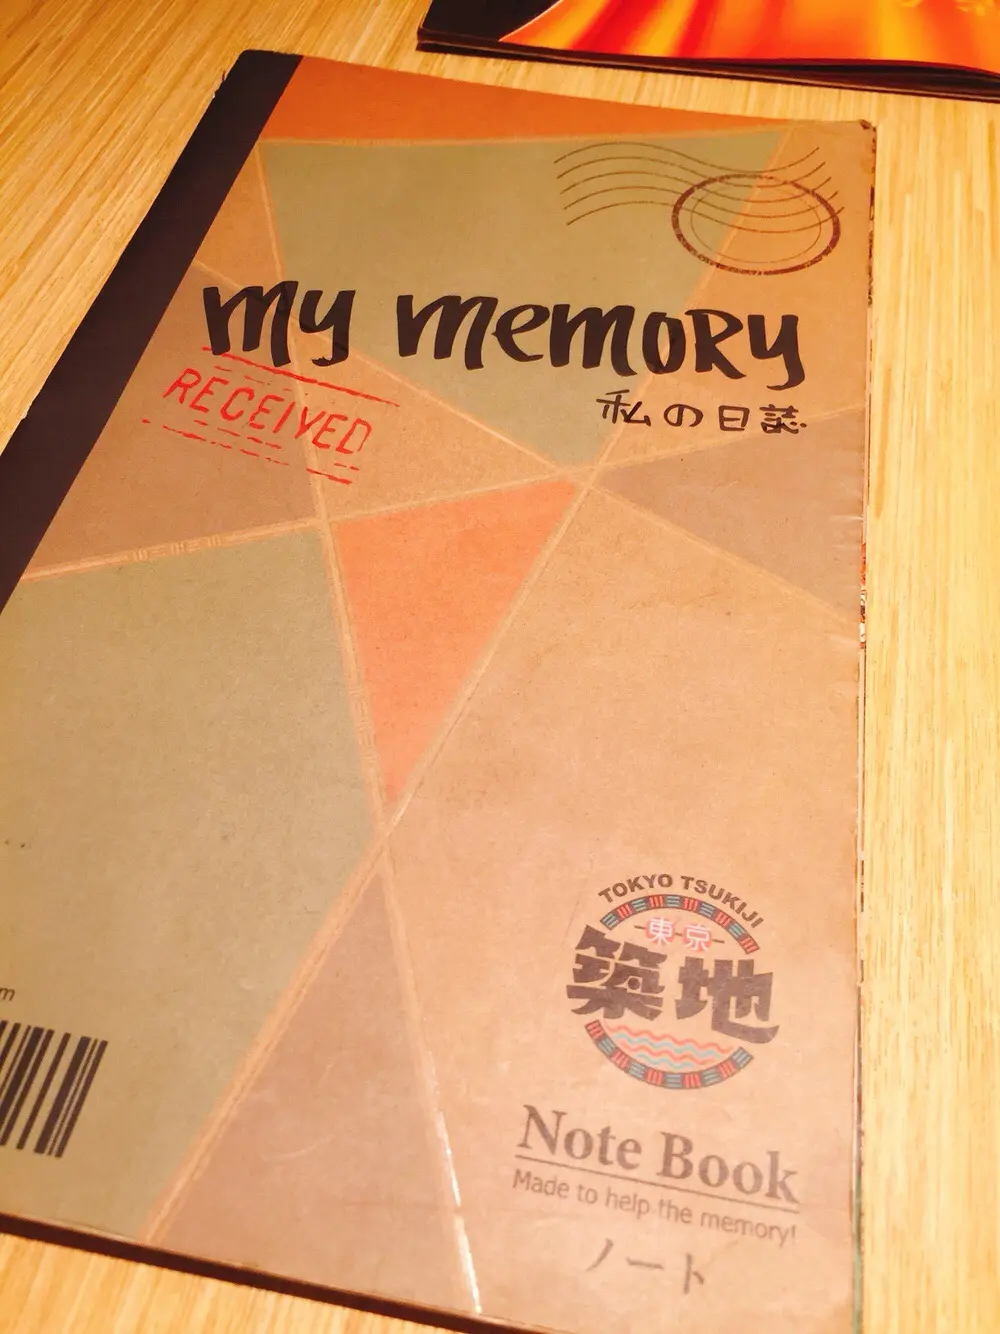 my memory
RECEIVED
私の日誌
TOKYO TSUKIJI
東京
築地
m
Note Book
Made to help the memory!
ノート